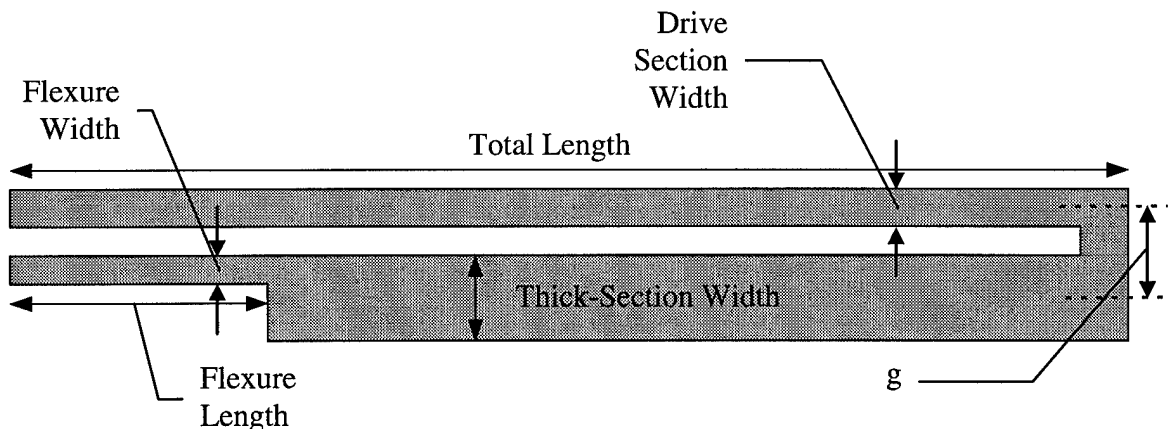 Drive
Section
Width
Flexure
Width
Total Length
Thick-Section Width
g
Flexure
Length